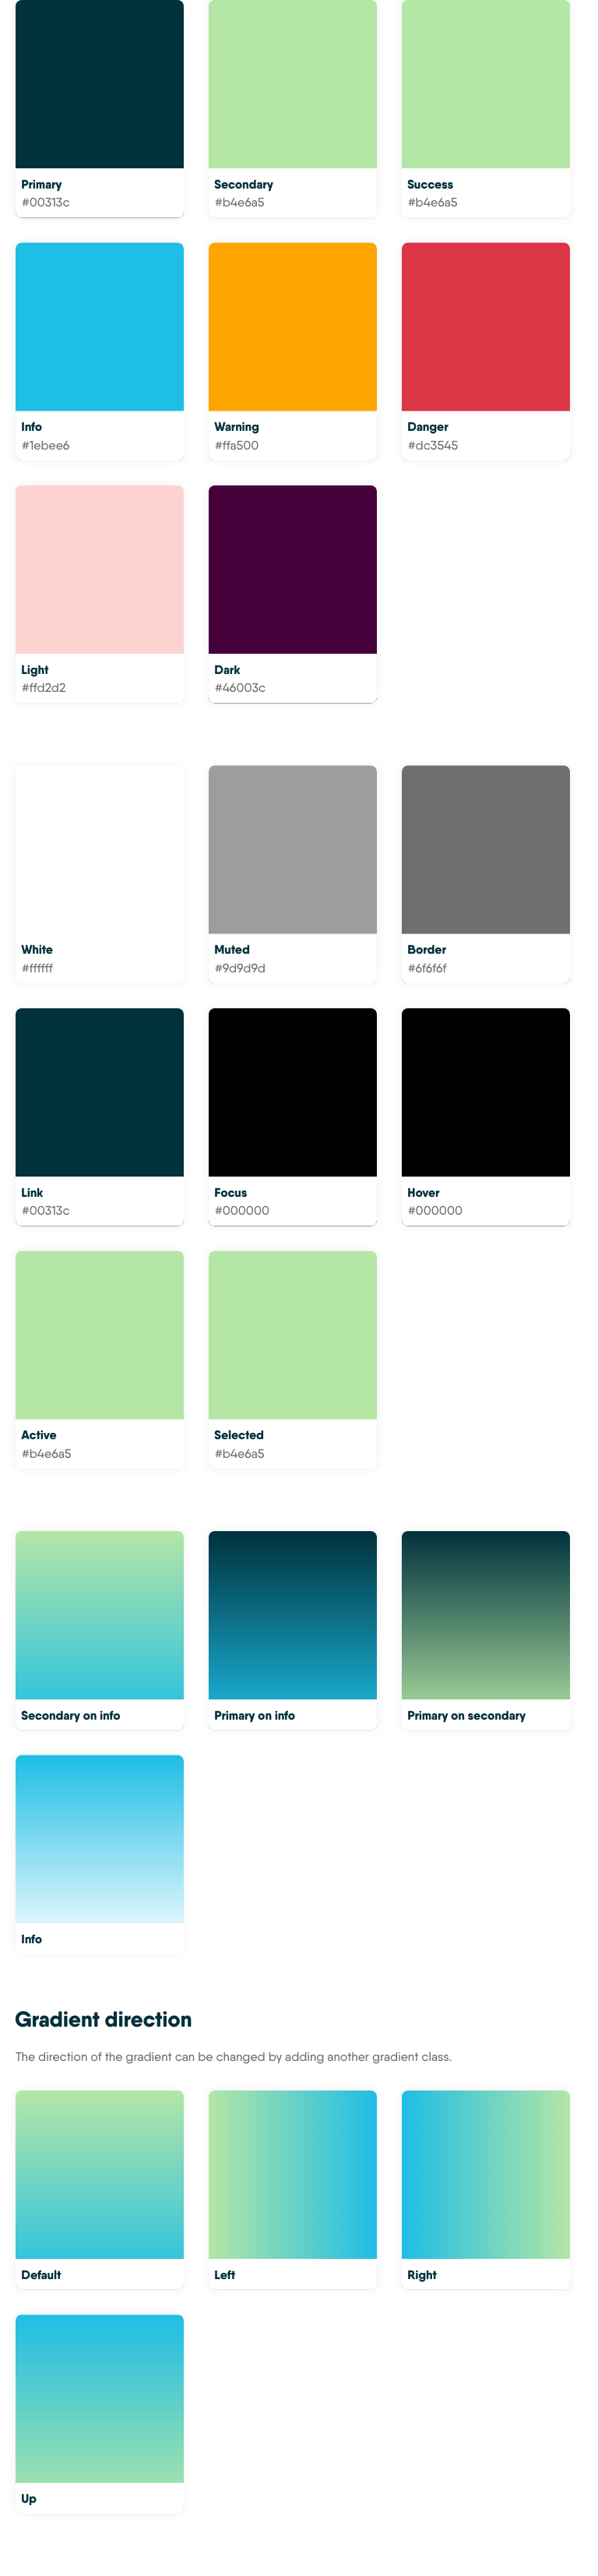 Primary
#00313c
Secondary
#b4e6a5
Success
#b4e6a5
Info
#1ebee6
Warning
#ffa500
Danger
#dc3545
Light
#ffd2d2
Dark
#46003c
White
#ffffff
Muted
#9d9d9d
Border
#6f6f6f
Link
#00313c
Focus
#000000
Hover
#000000
Active
#b4e6a5
Selected
#b4e6a5
Secondary on info
Primary on info
Primary on secondary
Info
Gradient direction
The direction of the gradient can be changed by adding another gradient class.
Default
Left
Right
Up